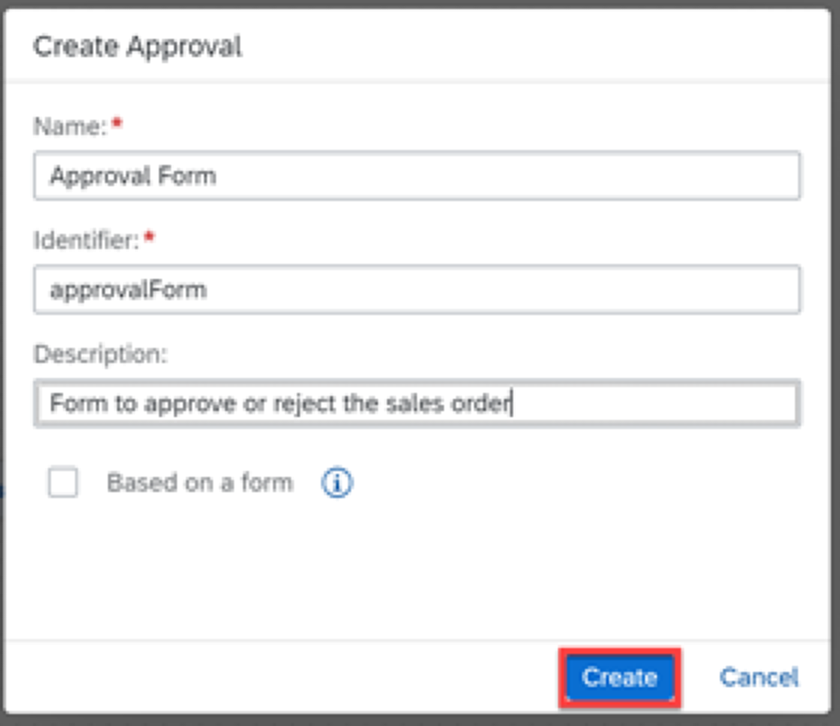 Create Approval
Name: *
Approval Form
Identifier: *
approvalForm
Description:
Form to approve or reject the sales order
Based on a form
Create Cancel